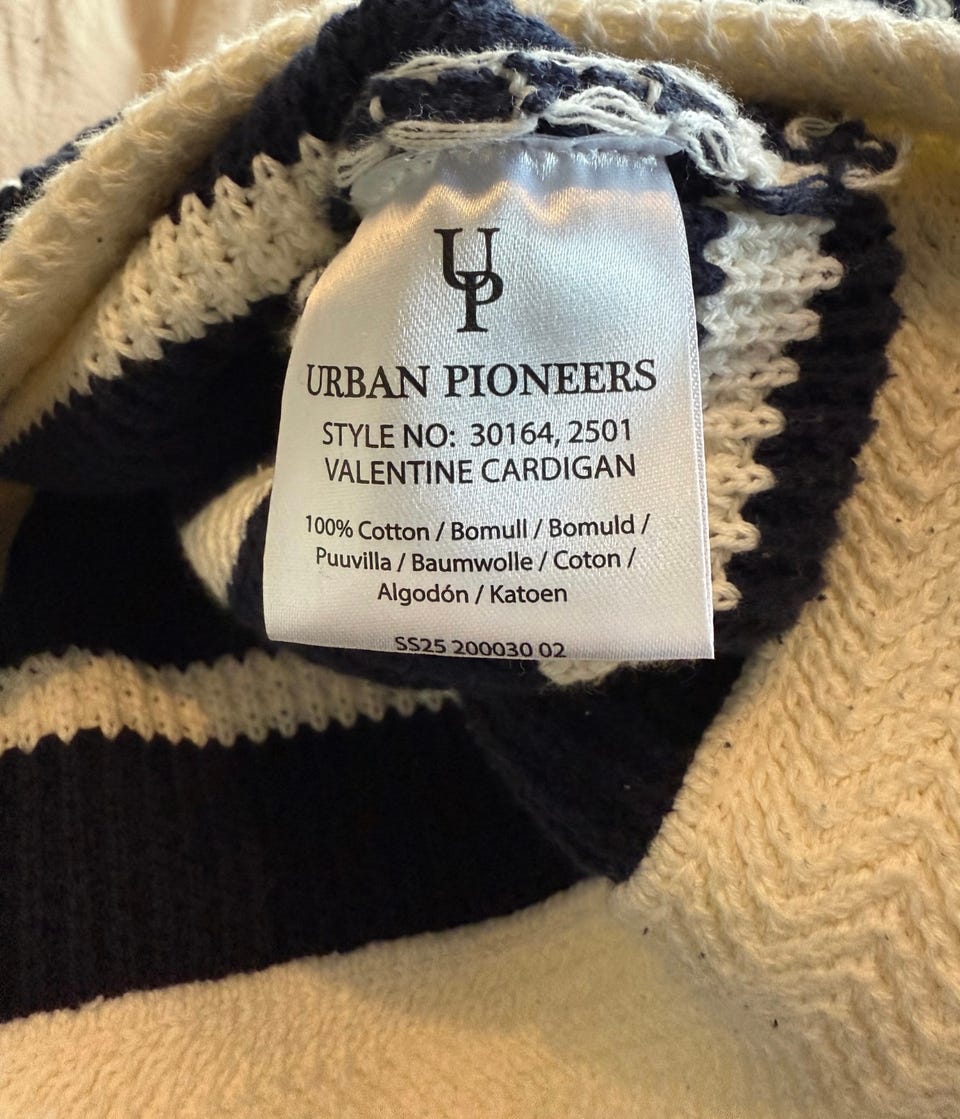 UP
URBAN PIONEERS
STYLE NO: 30164, 2501
VALENTINE CARDIGAN
100% Cotton / Bomull / Bomuld /
Puuvilla / Baumwolle / Coton /
Algodón / Katoen
SS25 200030 02